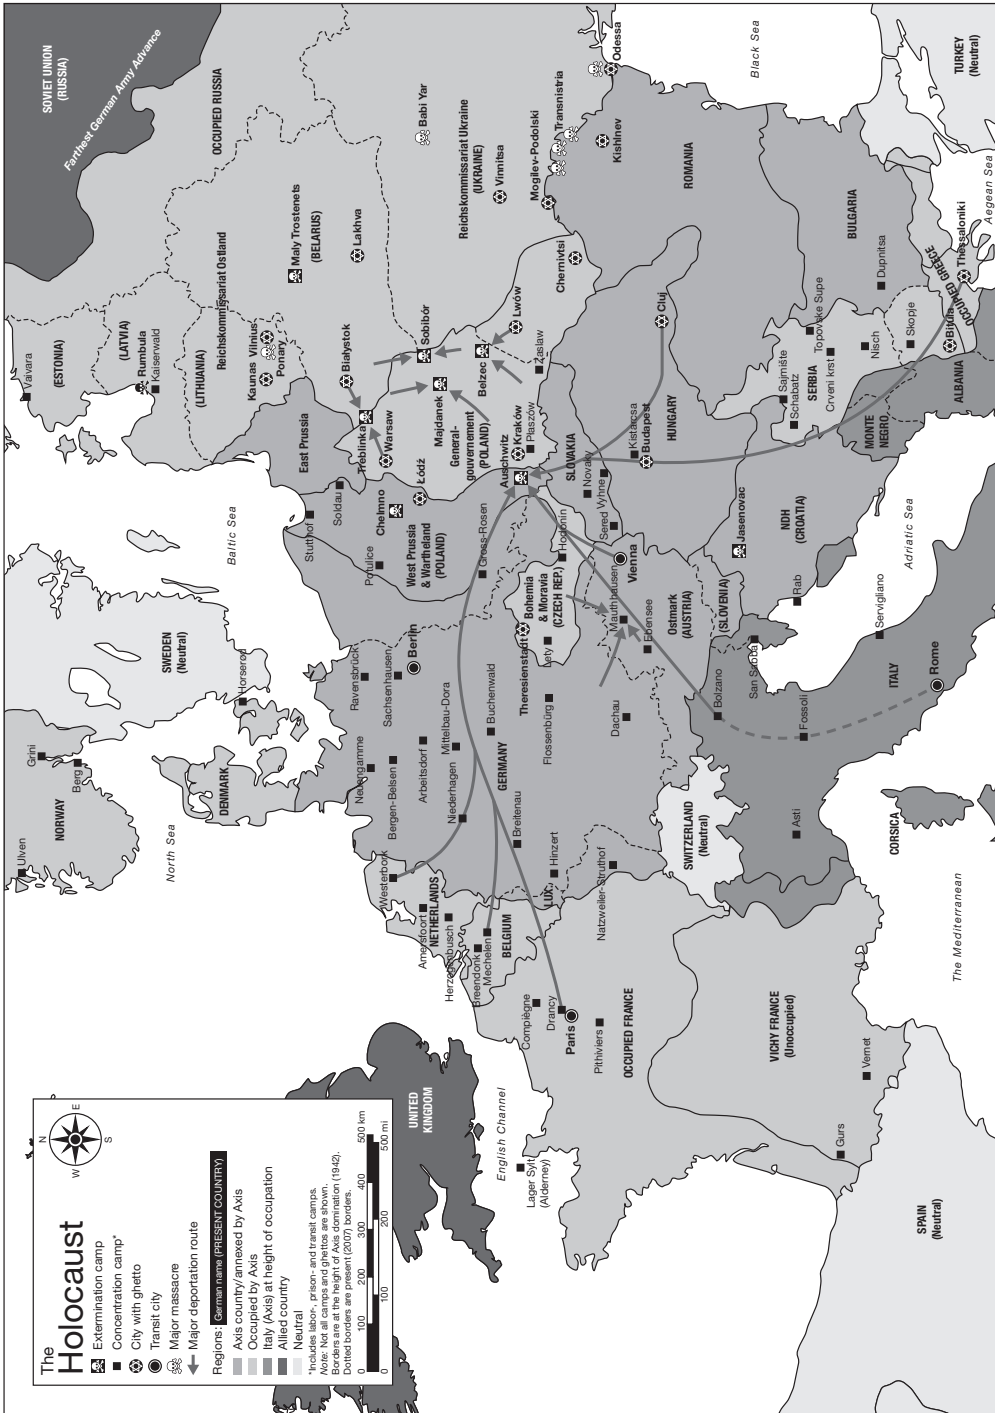 The
Holocaust
Extermination camp
Concentration camp*
City with ghetto
Transit city
Major massacre
Major deportation route
Regions: German name (PRESENT COUNTRY)
Axis country/annexed by Axis
Occupied by Axis
Italy (Axis) at height of occupation
Allied country
Neutral
*Includes labor-, prison- and transit camps.
Note: Not all camps and ghettos are shown.
Borders are at the height of Axis domination (1942).
Dotted borders are present (2007) borders.
0 100 200 300 400 500 km
0 100 200 500 mi
N
E
S
W
Ulven
NORWAY
Grini
Berg
SWEDEN
(Neutral)
Horserød
DENMARK
North Sea
Baltic Sea
Vaivara
(ESTONIA)
(LATVIA)
Rumbula
Kaiserwald
(LITHUANIA)
Reichskommissariat Ostland
Kaunas
Vilnius
Ponary
OCCUPIED RUSSIA
SOVIET UNION
(RUSSIA)
Farthest German Army Advance
Maly Trostenets
(BELARUS)
Lakhva
Białystok
East Prussia
Stutthof
Soldau
Potulice
Treblinka
Warsaw
Chełmno
Łódź
West Prussia
& Wartheland
(POLAND)
Sobibór
Majdanek
General-
gouvernement
(POLAND)
Belzec
Lwów
Zasław
Auschwitz
Kraków
Płaszów
Gross-Rosen
Babi Yar
Reichskommissariat Ukraine
(UKRAINE)
Vinnitsa
Mogilev-Podolski
Transnistria
Odessa
Kishinev
Chernivtsi
ROMANIA
Cluj
Black Sea
UNITED
KINGDOM
English Channel
Lager Sylt
(Alderney)
Westerbork
Amersfoort
NETHERLANDS
Herzogenbusch
Breendonk
Mechelen
BELGIUM
LUX.
Hinzert
Natzweiler-Struthof
Ravensbrück
Sachsenhausen
Berlin
Neuengamme
Bergen-Belsen
Arbeitsdorf
Mittelbau-Dora
Niederhagen
Buchenwald
GERMANY
Breitenau
Flossenbürg
Dachau
Theresienstadt
Bohemia
& Moravia
(CZECH REP.)
Lety
Hodonin
Mauthhausen
Ebensee
Vienna
Ostmark
(AUSTRIA)
SLOVAKIA
Novaky
Vyhne
Sered
Kistarcsa
Budapest
HUNGARY
Compiègne
Drancy
Paris
Pithiviers
OCCUPIED FRANCE
VICHY FRANCE
(Unoccupied)
Vernet
Gurs
SPAIN
(Neutral)
SWITZERLAND
(Neutral)
Bolzano
San Sabba
(SLOVENIA)
Jasenovac
NDH
(CROATIA)
Rab
Fossoli
Asti
Servigliano
ITALY
Rome
CORSICA
The Mediterranean
Adriatic Sea
Sajmište
Schabatz
SERBIA
Topovske Supe
Crveni krst
Nisch
Skopje
Dupnitsa
BULGARIA
MONTE
NEGRO
ALBANIA
Bitula
OCCUPIED GREECE
Thessaloniki
Aegean Sea
TURKEY
(Neutral)